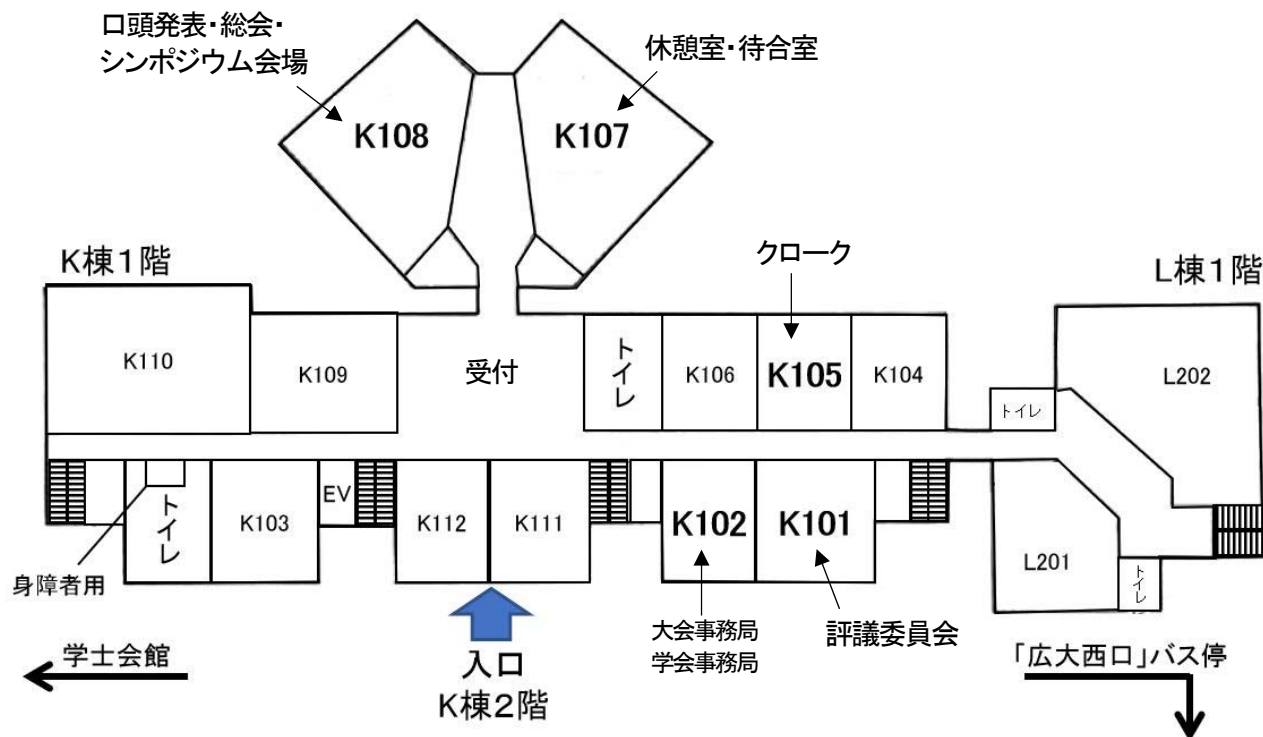 口頭発表・総会・
シンポジウム会場
休憩室・待合室
K108
K107
K棟1階
クローク
L棟1階
K110
K109
受付
トイレ
K106
K105
K104
トイレ
L202
身障者用
トイレ
K103
EV
K112
K111
K102
K101
L201
トイレ
大会事務局
学会事務局
評議委員会
学士会館
入口
K棟2階
「広大西口」バス停